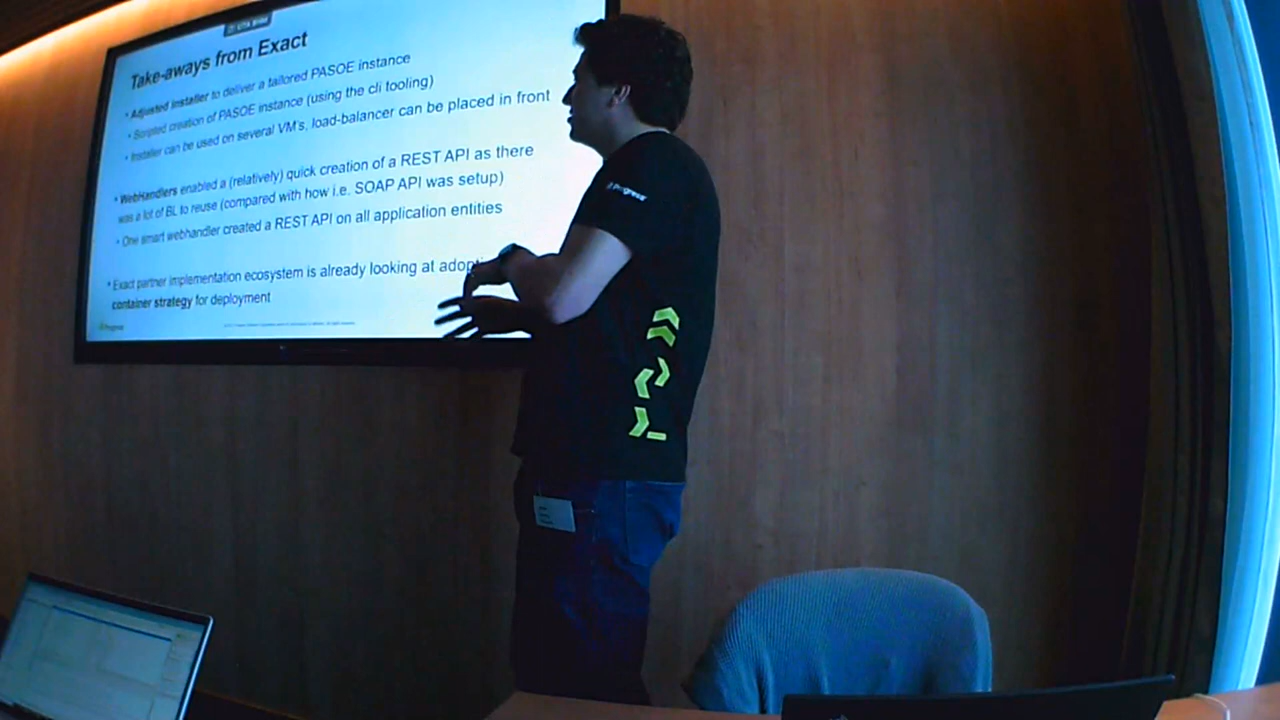 Take-aways from Exact
• Adjusted installer to deliver a tailored PASOE instance
• Scripted creation of PASOE instance (using the cli tooling)
• Installer can be used on several VM's, load-balancer can be placed in front
• WebHandlers enabled a (relatively) quick creation of a REST API as there
was a lot of BL to reuse (compared with how i.e. SOAP API was setup)
• One smart webhandler created a REST API on all application entities
• Exact partner implementation ecosystem is already looking at
container strategy for deployment
Progress
Progress